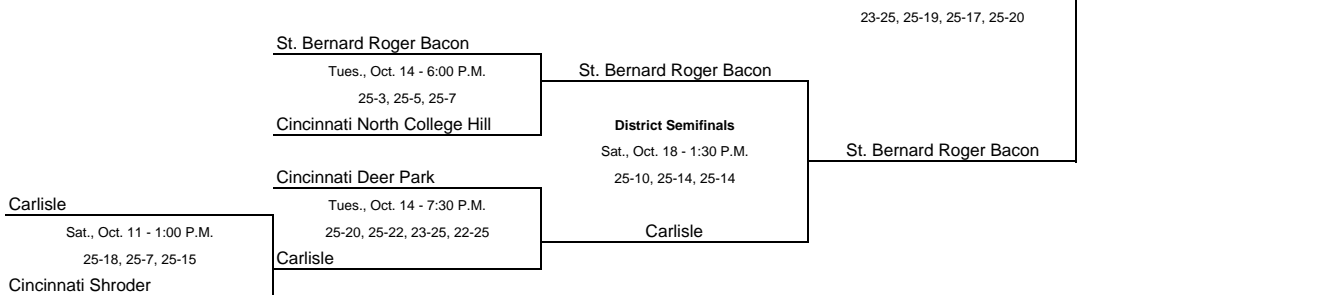 23-25, 25-19, 25-17, 25-20
St. Bernard Roger Bacon
Tues., Oct. 14 - 6:00 P.M.
St. Bernard Roger Bacon
25-3, 25-5, 25-7
Cincinnati North College Hill
District Semifinals
Sat., Oct. 18 - 1:30 P.M.
St. Bernard Roger Bacon
Cincinnati Deer Park
25-10, 25-14, 25-14
Carlisle
Tues., Oct. 14 - 7:30 P.M.
Sat., Oct. 11 - 1:00 P.M.
25-20, 25-22, 23-25, 22-25
Carlisle
25-18, 25-7, 25-15
Carlisle
Cincinnati Shroder